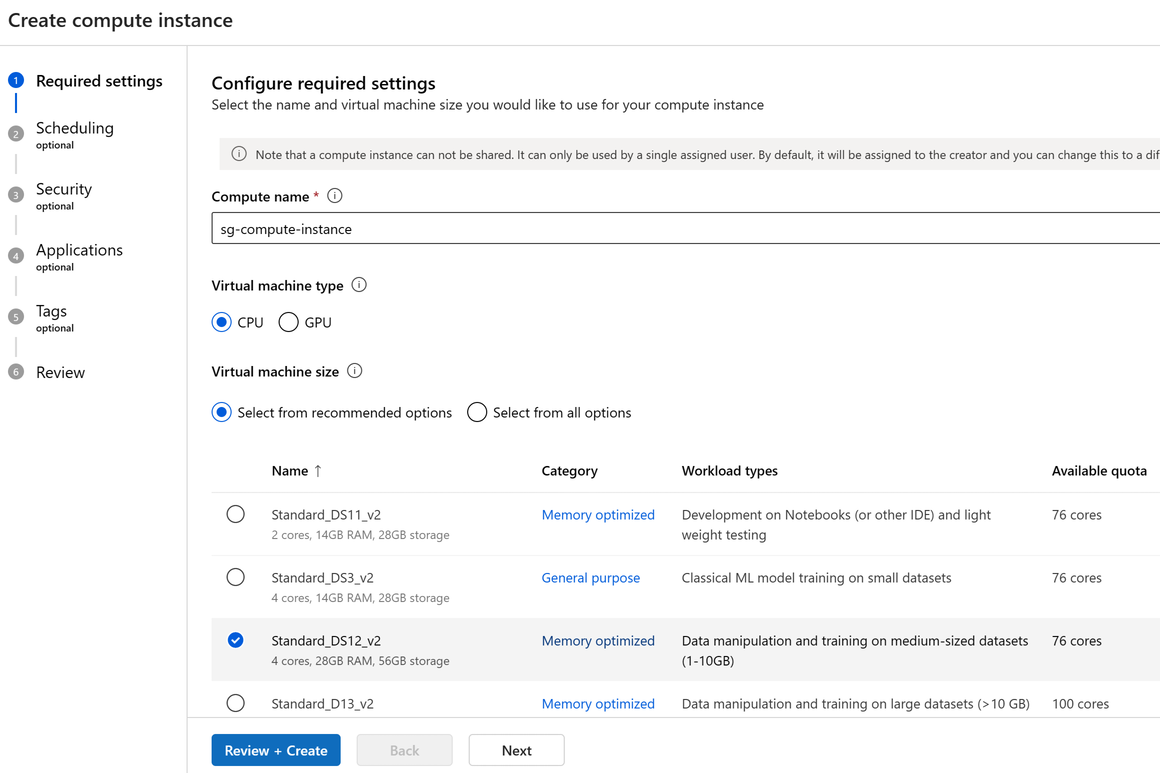 Create compute instance
1 Required settings
2 Scheduling
optional
3 Security
optional
4 Applications
optional
5 Tags
optional
6 Review
Configure required settings
Select the name and virtual machine size you would like to use for your compute instance
Note that a compute instance can not be shared. It can only be used by a single assigned user. By default, it will be assigned to the creator and you can change this to a dif
Compute name *
sg-compute-instance
Virtual machine type
CPU GPU
Virtual machine size
Select from recommended options Select from all options
Name ↑ Category Workload types Available quota
Standard_DS11_v2 Memory optimized Development on Notebooks (or other IDE) and light 76 cores
2 cores, 14GB RAM, 28GB storage weight testing
Standard_DS3_v2 General purpose Classical ML model training on small datasets 76 cores
4 cores, 14GB RAM, 28GB storage
Standard_DS12_v2 Memory optimized Data manipulation and training on medium-sized datasets 76 cores
4 cores, 28GB RAM, 56GB storage (1-10GB)
Standard_D13_v2 Memory optimized Data manipulation and training on large datasets (>10 GB) 100 cores
Review + Create Back Next